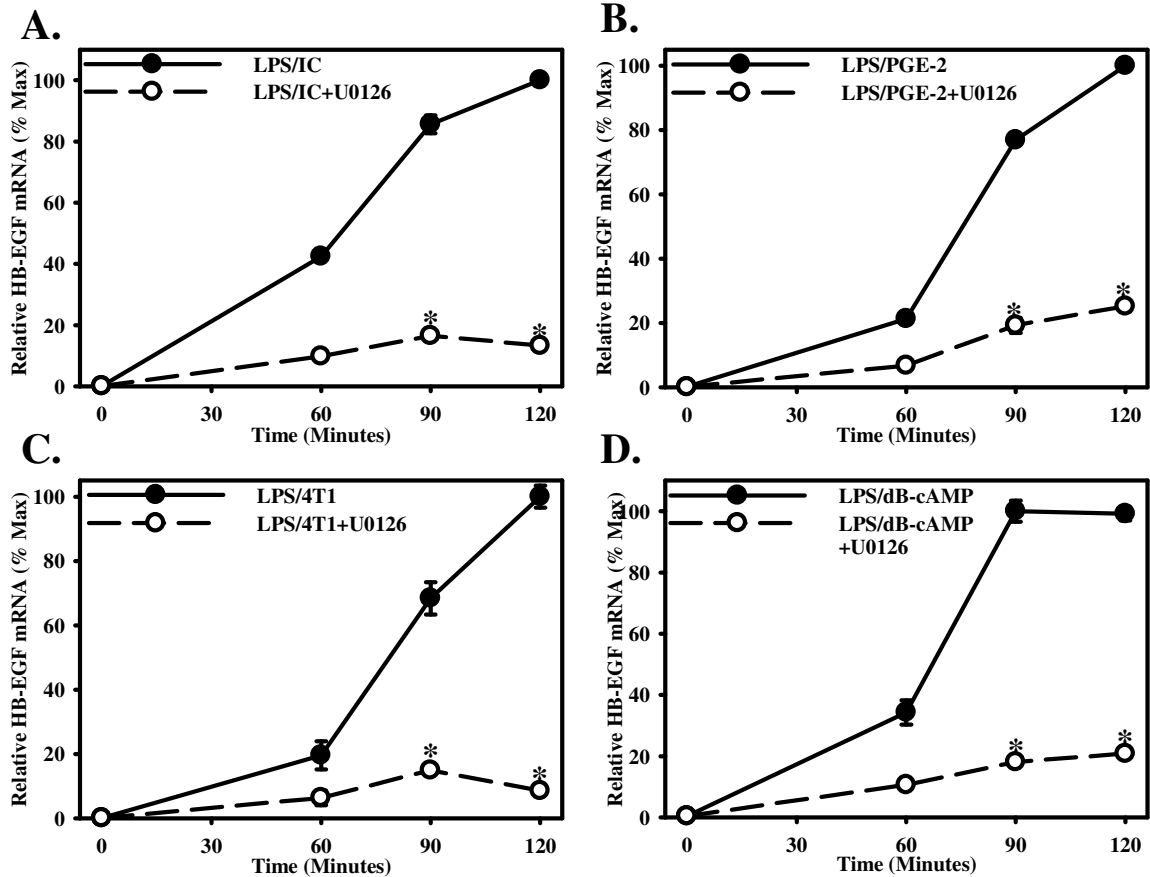 A.
Relative HB-EGF mRNA (% Max)
LPS/IC
LPS/IC+U0126
100
80
60
40
20
0
0 30 60 90 120
* *
Time (Minutes)
B.
Relative HB-EGF mRNA (% Max)
LPS/PGE-2
LPS/PGE-2+U0126
100
80
60
40
20
0
0 30 60 90 120
* *
Time (Minutes)
C.
Relative HB-EGF mRNA (% Max)
LPS/4T1
LPS/4T1+U0126
100
80
60
40
20
0
0 30 60 90 120
* *
Time (Minutes)
D.
Relative HB-EGF mRNA (% Max)
LPS/dB-cAMP
LPS/dB-cAMP
+U0126
100
80
60
40
20
0
0 30 60 90 120
* *
Time (Minutes)